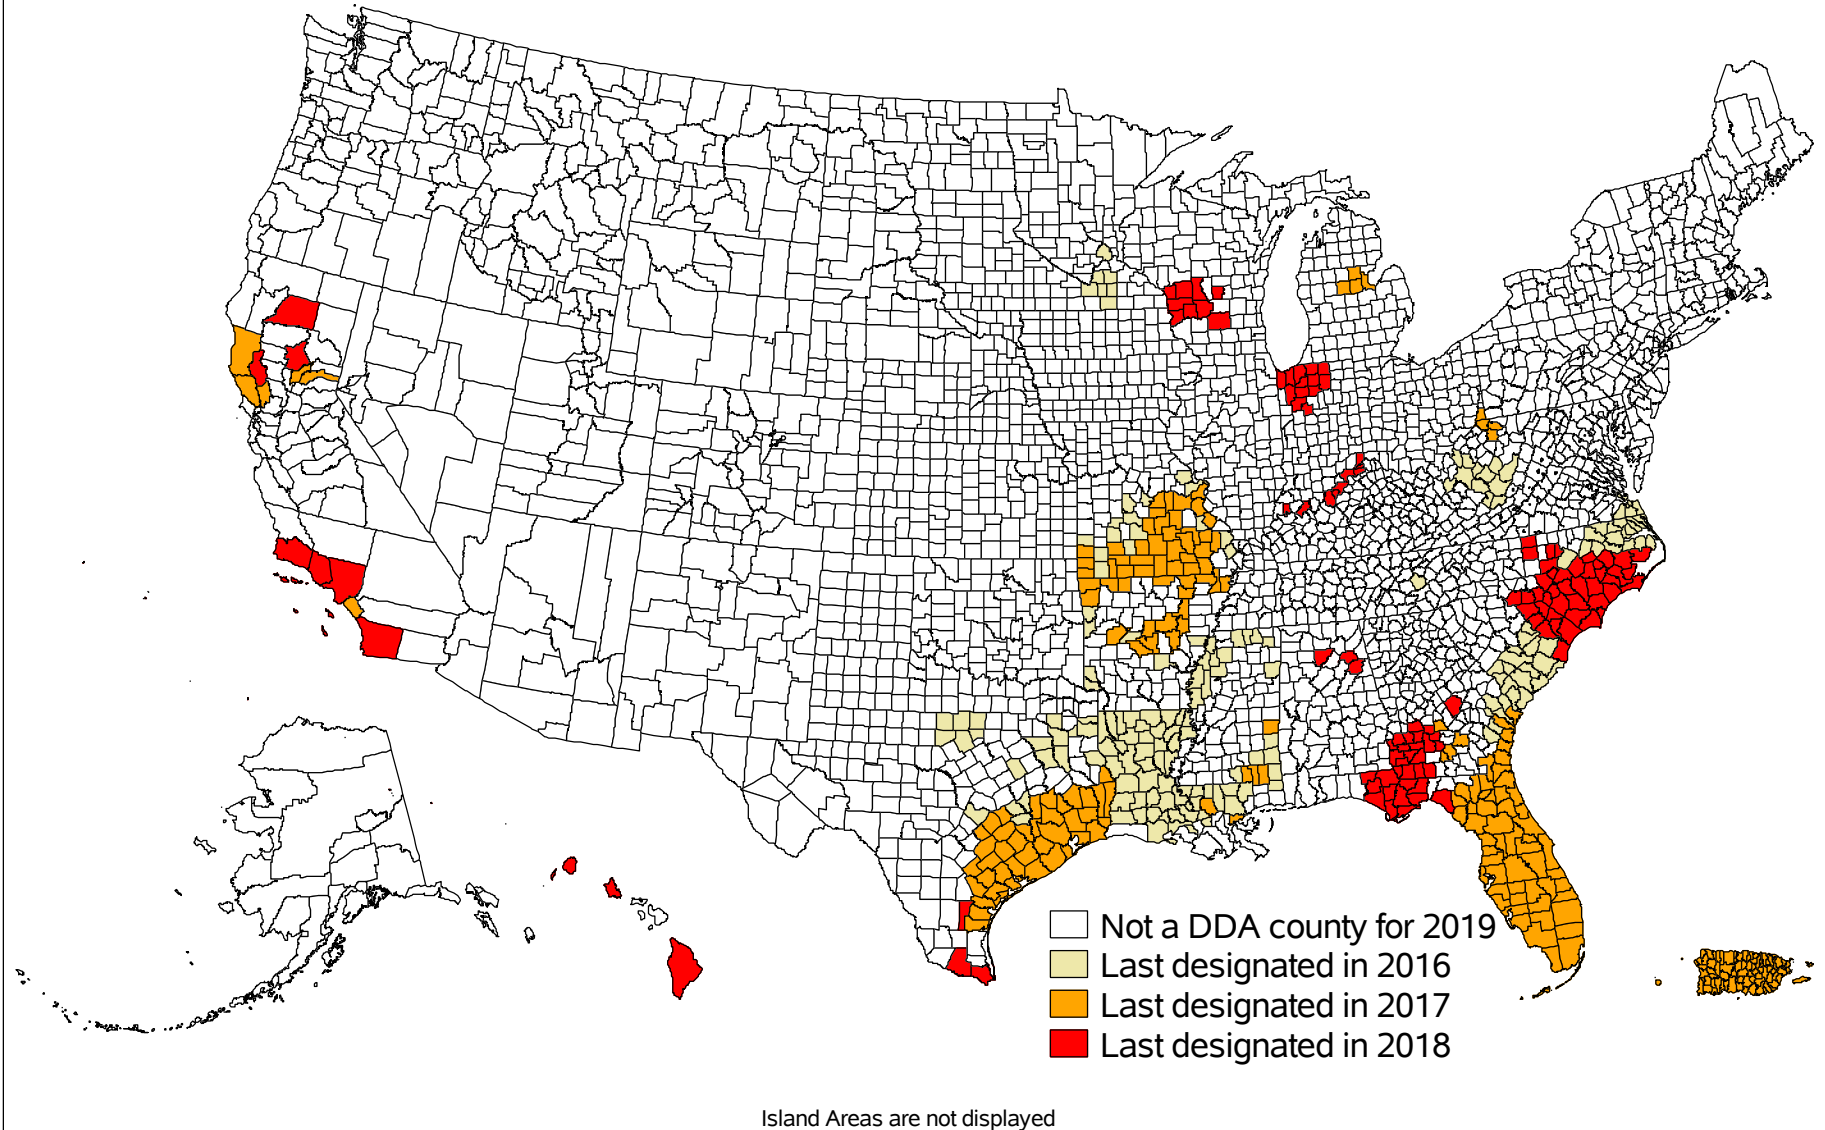 Not a DDA county for 2019
Last designated in 2016
Last designated in 2017
Last designated in 2018
Island Areas are not displayed